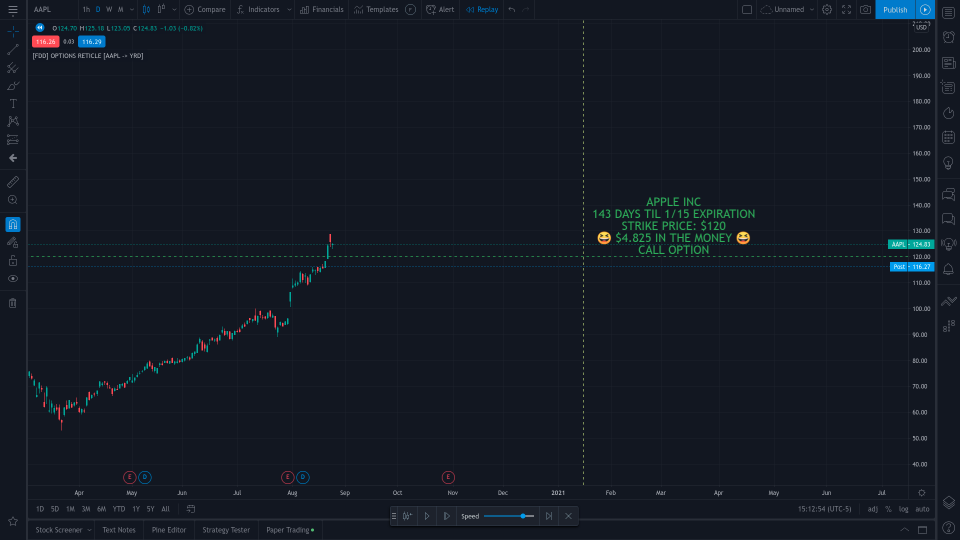 AAPL 1h D W M Compare Indicators Financials Templates Alert Replay Unnamed Publish
O124.70 H125.18 L123.05 C124.83 −1.03 (−0.82%)
USD
116.26 0.03 116.29
[FDD] OPTIONS RETICLE [AAPL -= YRD]
200.00
190.00
180.00
170.00
160.00
150.00
140.00
130.00
AAPL 124.83
120.00
Post 116.27
110.00
100.00
90.00
80.00
70.00
60.00
50.00
40.00
APPLE INC
143 DAYS TIL 1/15 EXPIRATION
STRIKE PRICE: $120
😆 $4.825 IN THE MONEY 😆
CALL OPTION
E D E D E
Apr May Jun Jul Aug Sep Oct Nov Dec 2021 Feb Mar Apr May Jun Jul
1D 5D 1M 3M 6M YTD 1Y 5Y All 15:12:54 (UTC-5) adj % log auto
Speed
Stock Screener Text Notes Pine Editor Strategy Tester Paper Trading